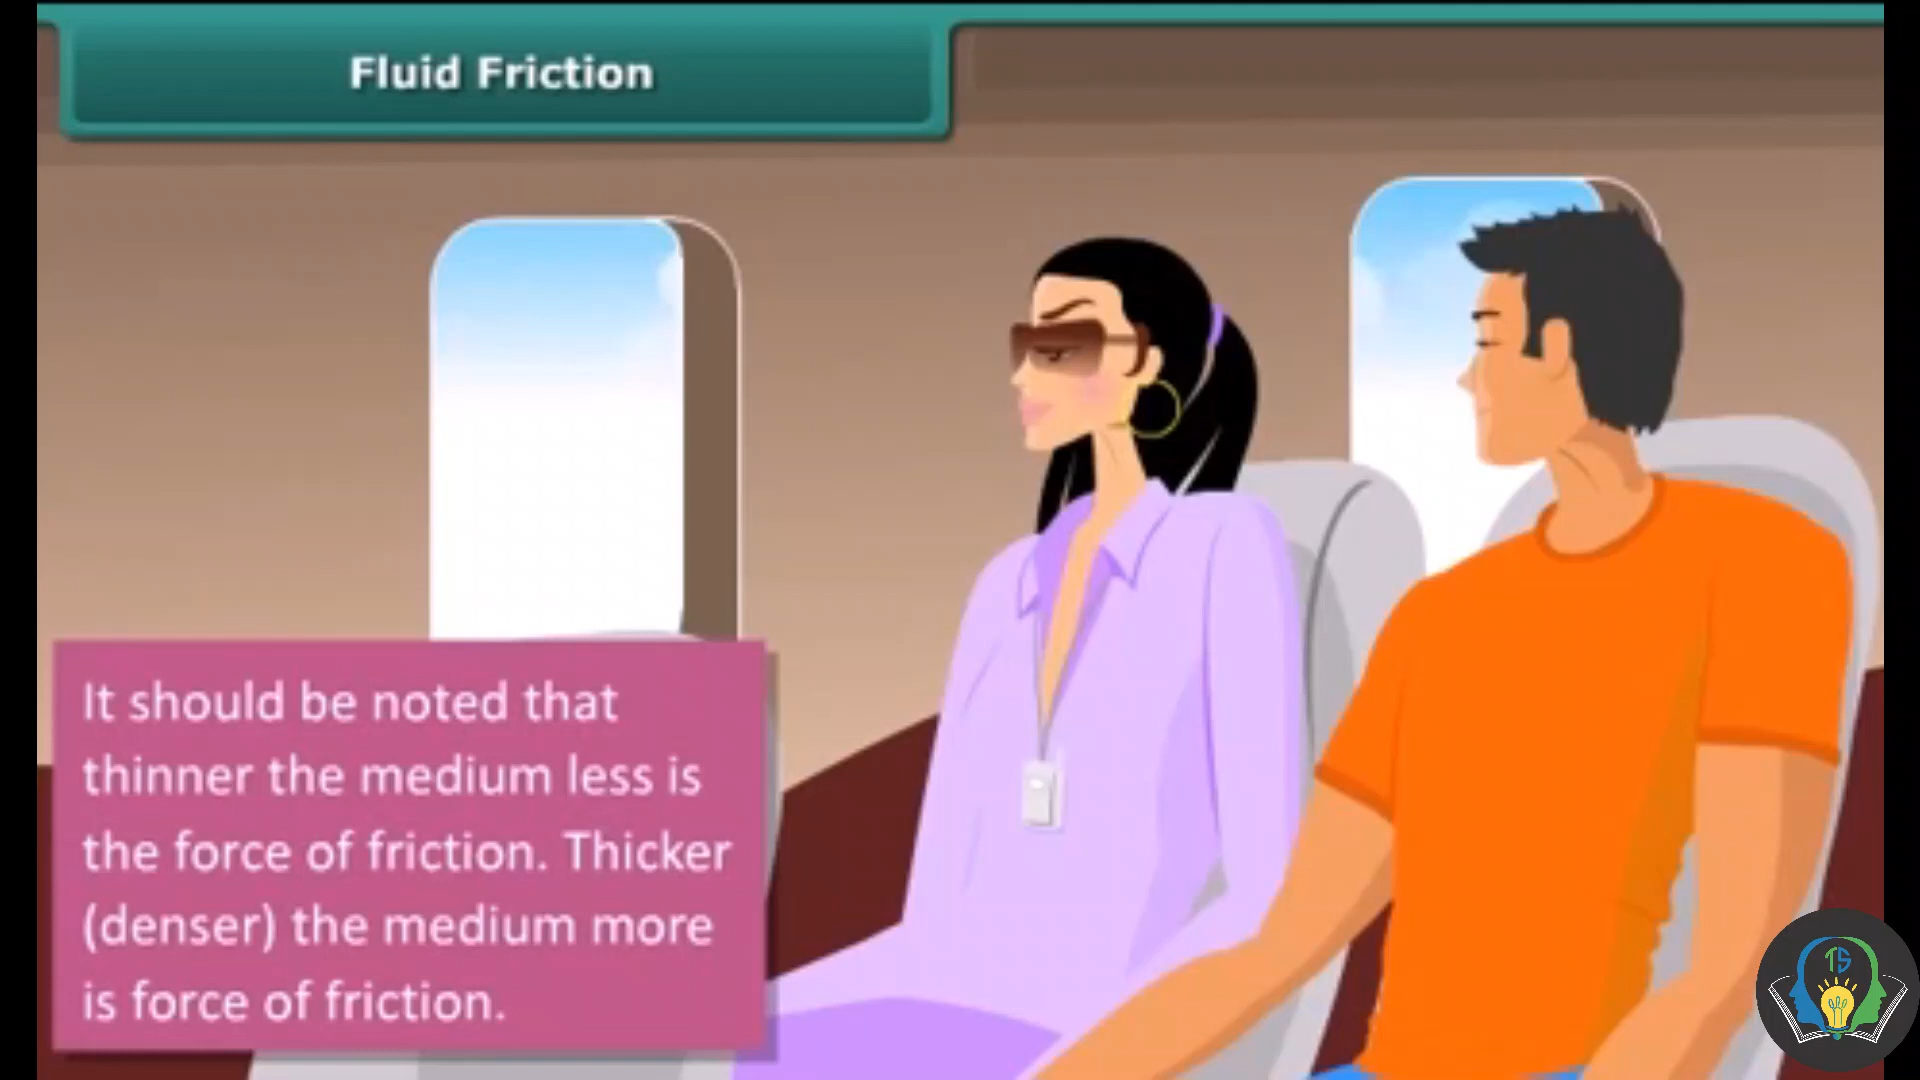 Fluid Friction
It should be noted that
thinner the medium less is
the force of friction. Thicker
(denser) the medium more
is force of friction.
TS